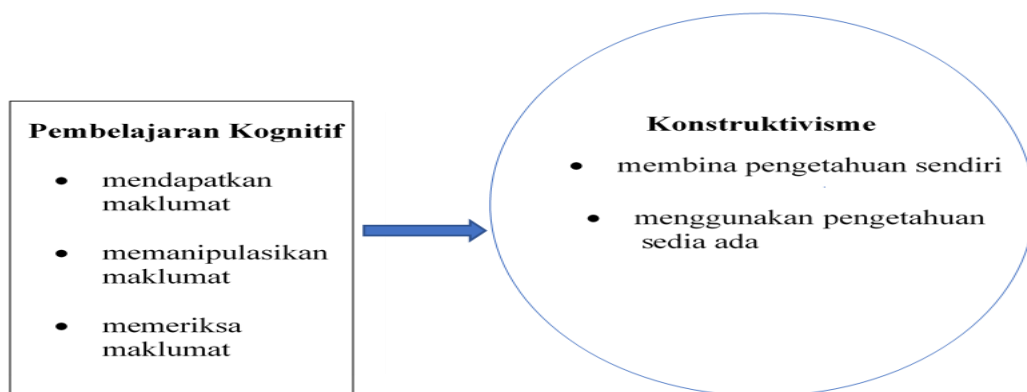 Pembelajaran Kognitif
• mendapatkan
maklumat
• memanipulasikan
maklumat
• memeriksa
maklumat
Konstruktivisme
• membina pengetahuan sendiri
• menggunakan pengetahuan
sedia ada